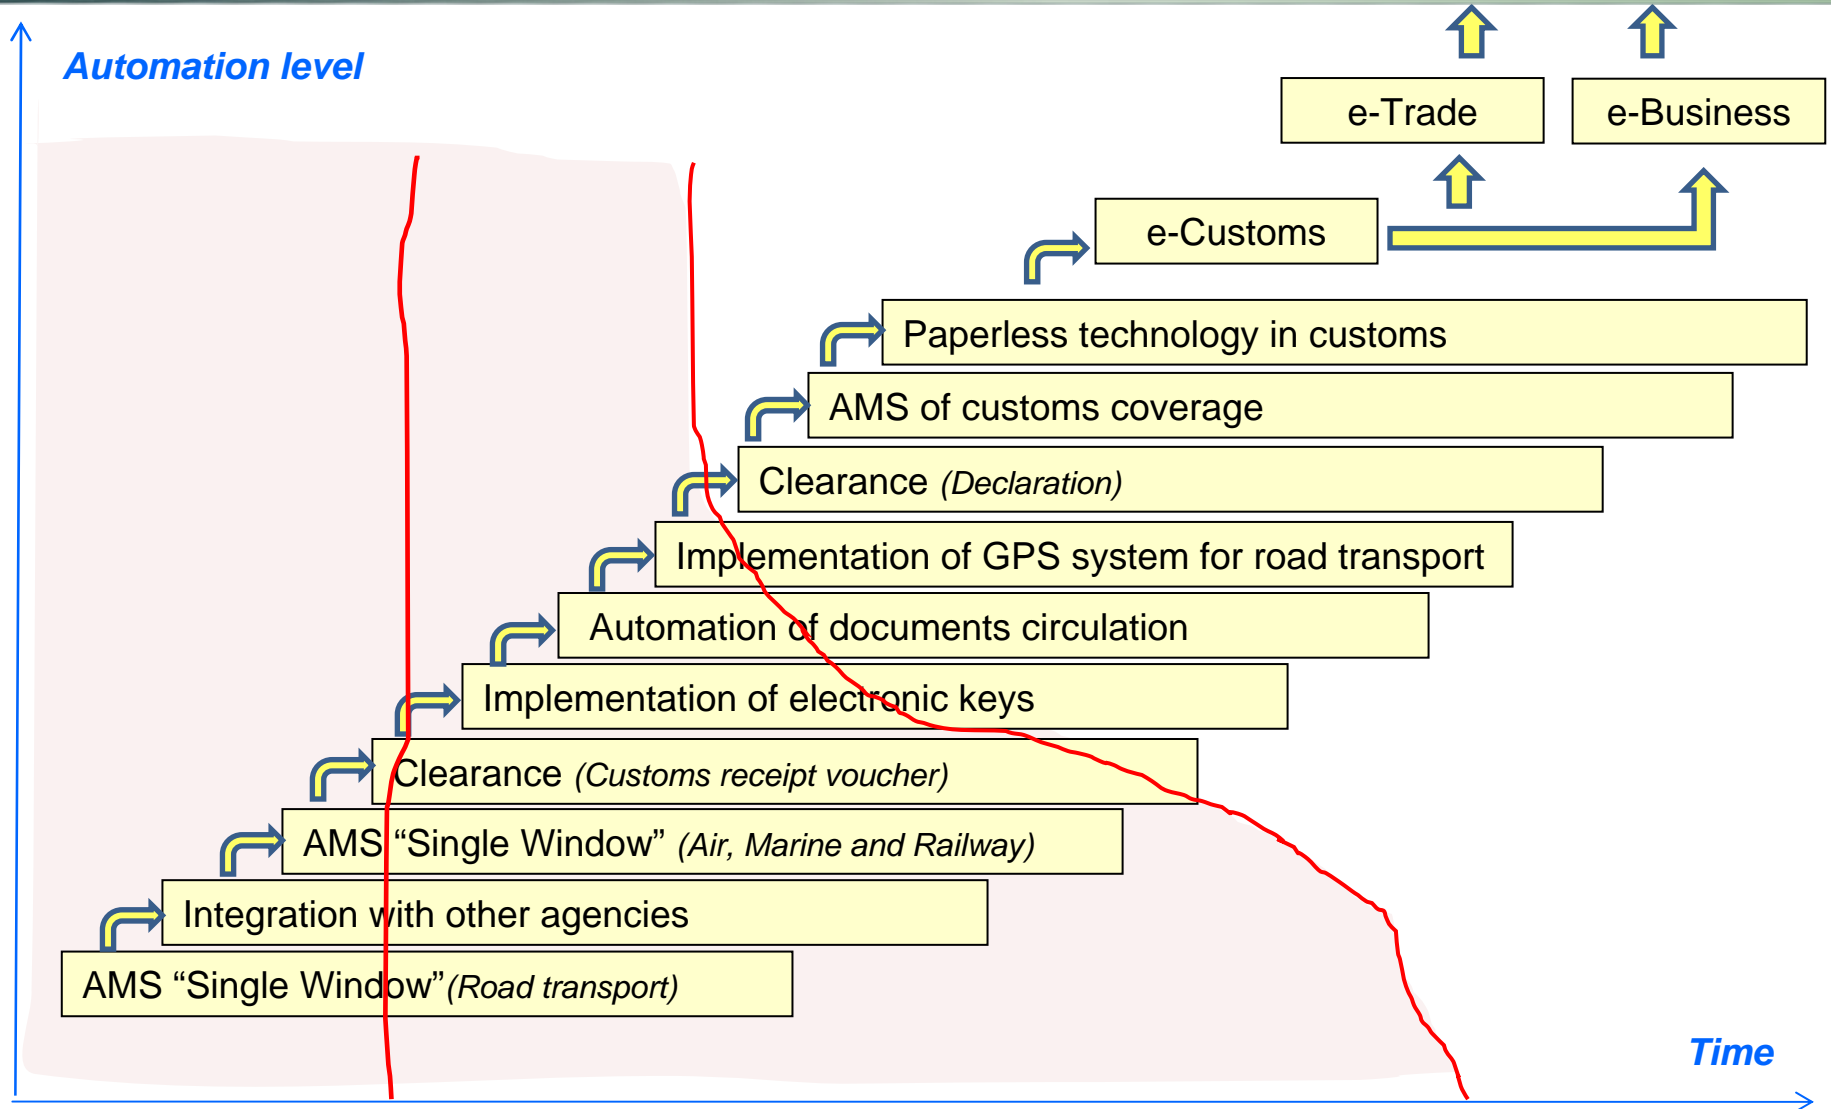 Automation level
e-Trade
e-Business
e-Customs
Paperless technology in customs
AMS of customs coverage
Clearance (Declaration)
Implementation of GPS system for road transport
Automation of documents circulation
Implementation of electronic keys
Clearance (Customs receipt voucher)
AMS “Single Window” (Air, Marine and Railway)
Integration with other agencies
AMS “Single Window”(Road transport)
Time